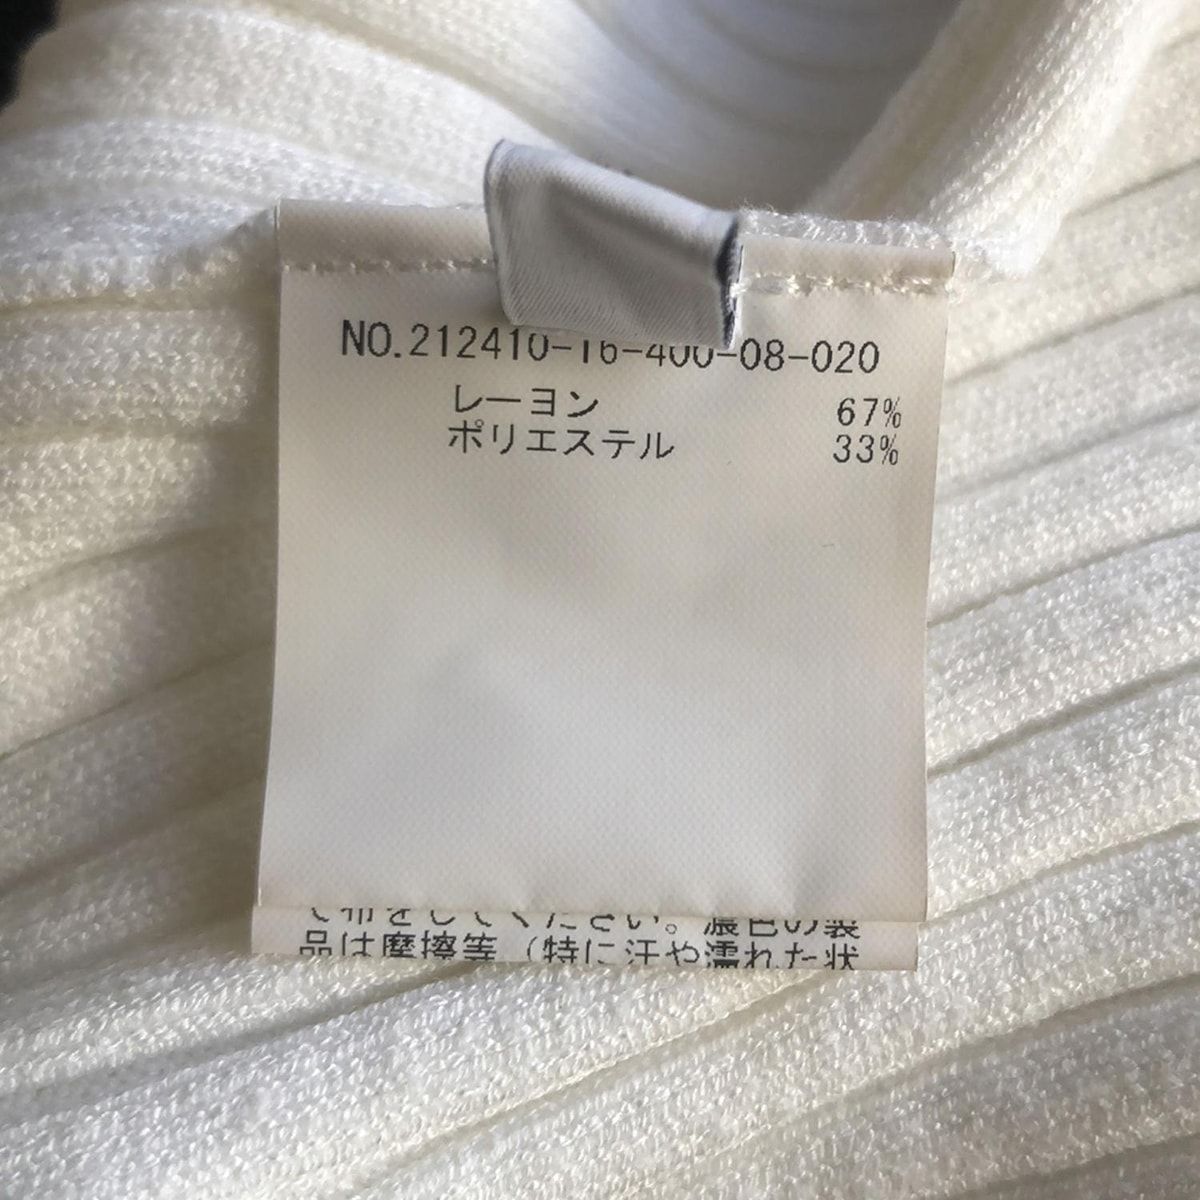 NO.212410-16-400-08-020
レーヨン 67%
ポリエステル 33%
て布をしてください。濃色の製
品は摩擦等（特に汗や濡れた状